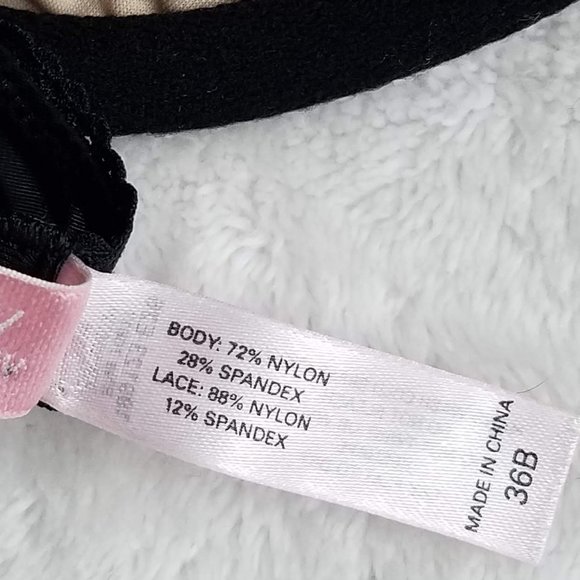 BODY: 72% NYLON
28% SPANDEX
LACE: 88% NYLON
12% SPANDEX
MADE IN CHINA
36B